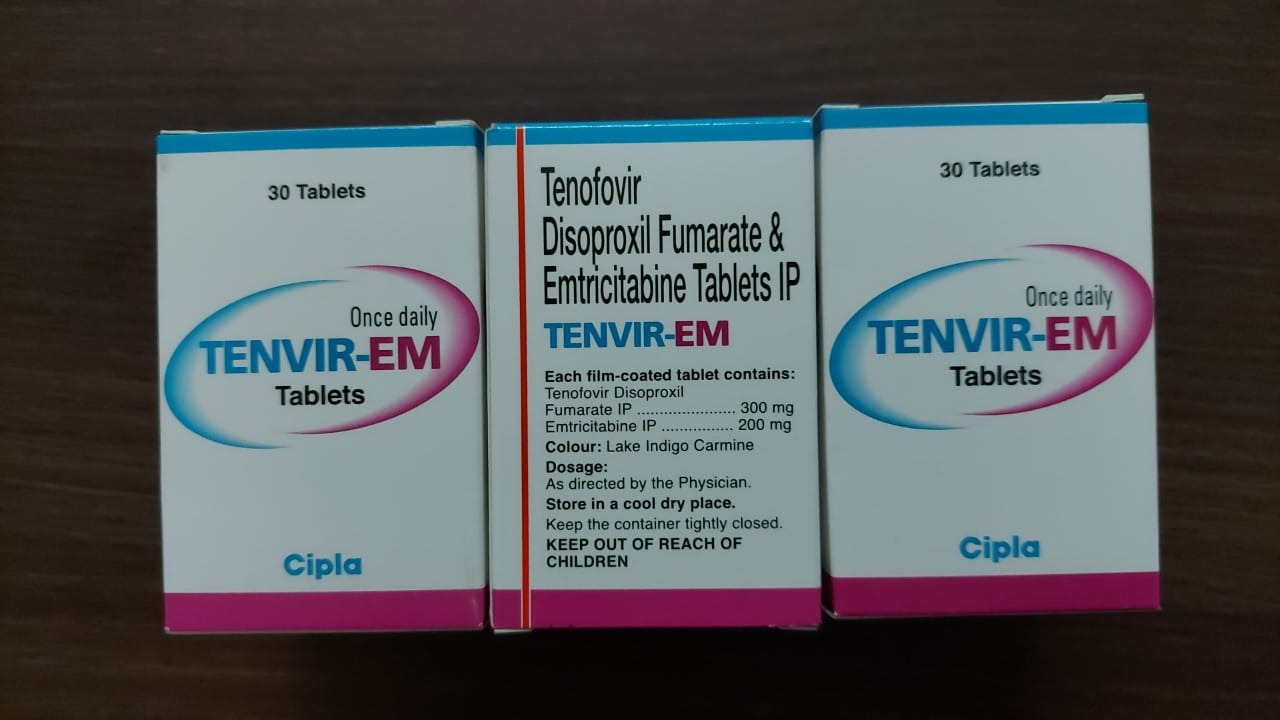 30 Tablets
Once daily
TENVIR-EM
Tablets
Cipla
Tenofovir
Disoproxil Fumarate &
Emtricitabine Tablets IP
TENVIR-EM
Each film-coated tablet contains:
Tenofovir Disoproxil
Fumarate IP ...................... 300 mg
Emtricitabine IP ................ 200 mg
Colour: Lake Indigo Carmine
Dosage:
As directed by the Physician.
Store in a cool dry place.
Keep the container tightly closed.
KEEP OUT OF REACH OF
CHILDREN
30 Tablets
Once daily
TENVIR-EM
Tablets
Cipla